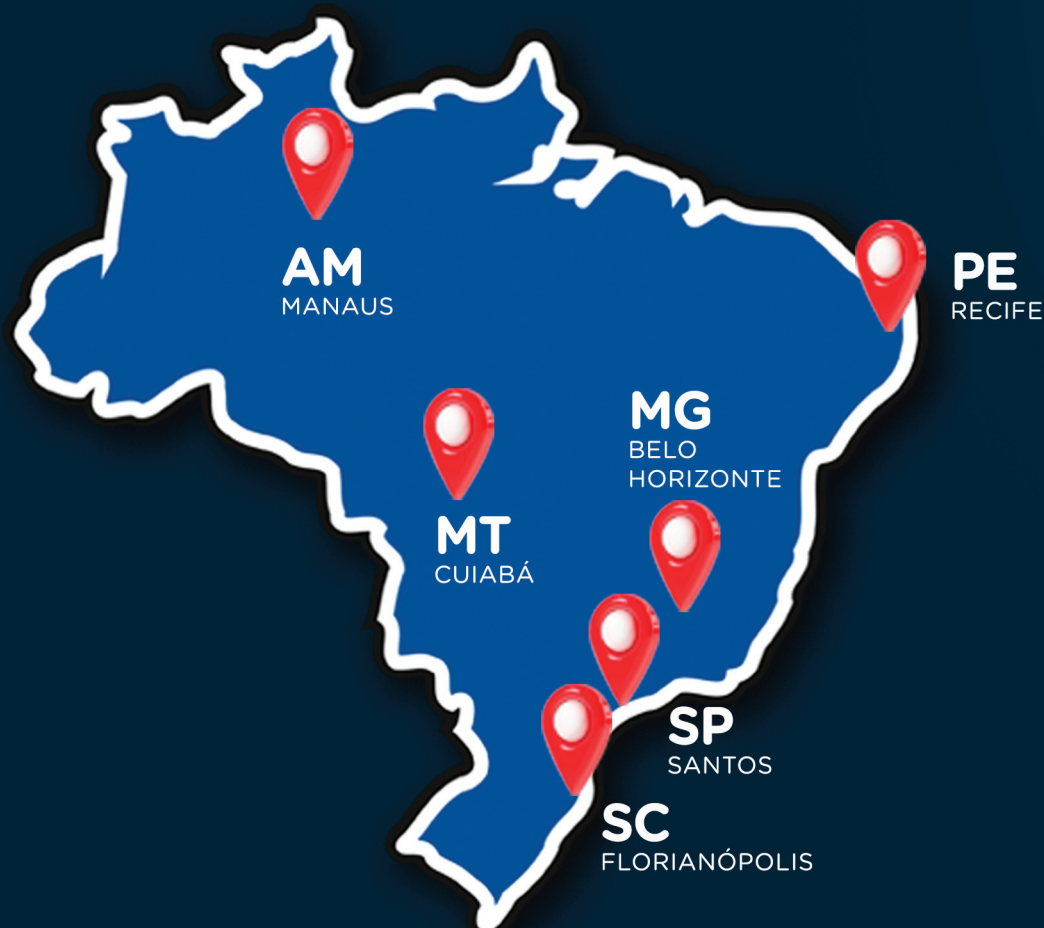 AM
MANAUS
PE
RECIFE
MG
BELO
HORIZONTE
MT
CUIABÁ
SP
SANTOS
SC
FLORIANÓPOLIS